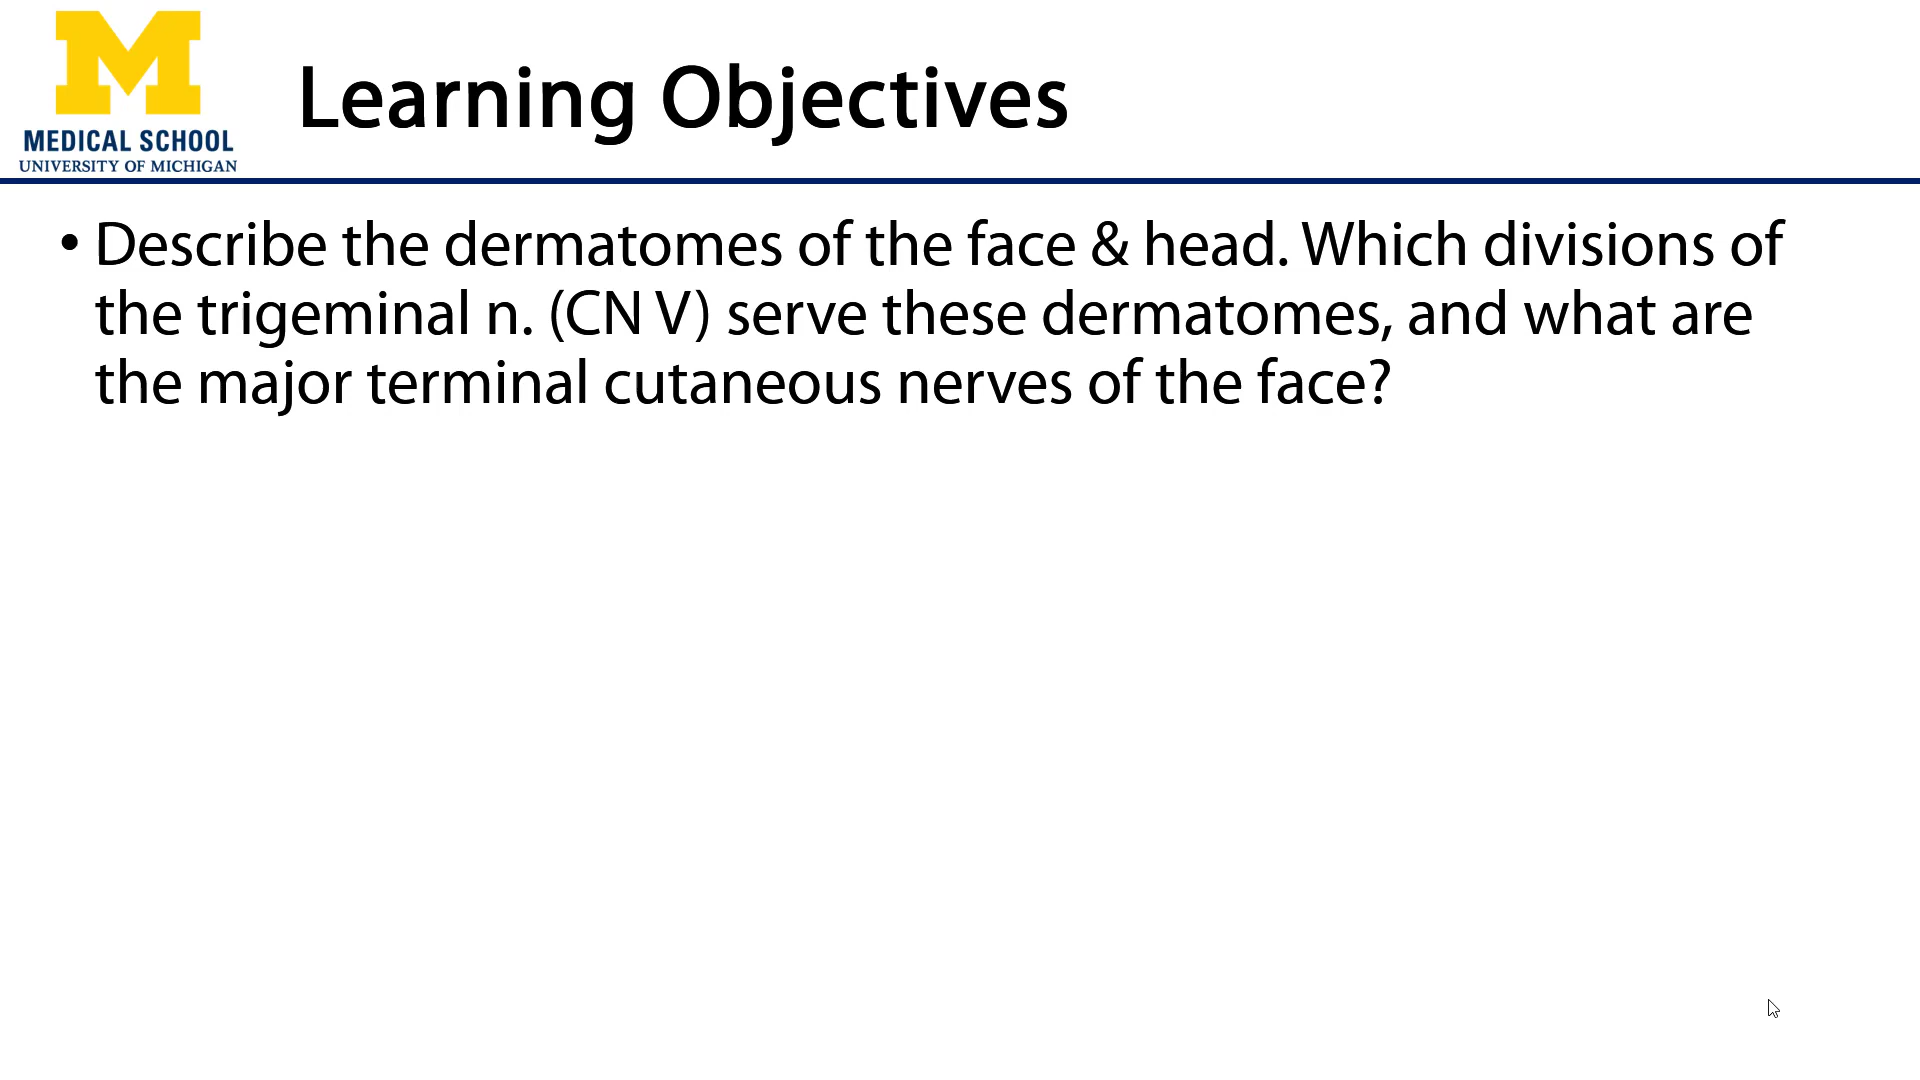 M
MEDICAL SCHOOL
UNIVERSITY OF MICHIGAN
Learning Objectives
• Describe the dermatomes of the face & head. Which divisions of
the trigeminal n. (CN V) serve these dermatomes, and what are
the major terminal cutaneous nerves of the face?